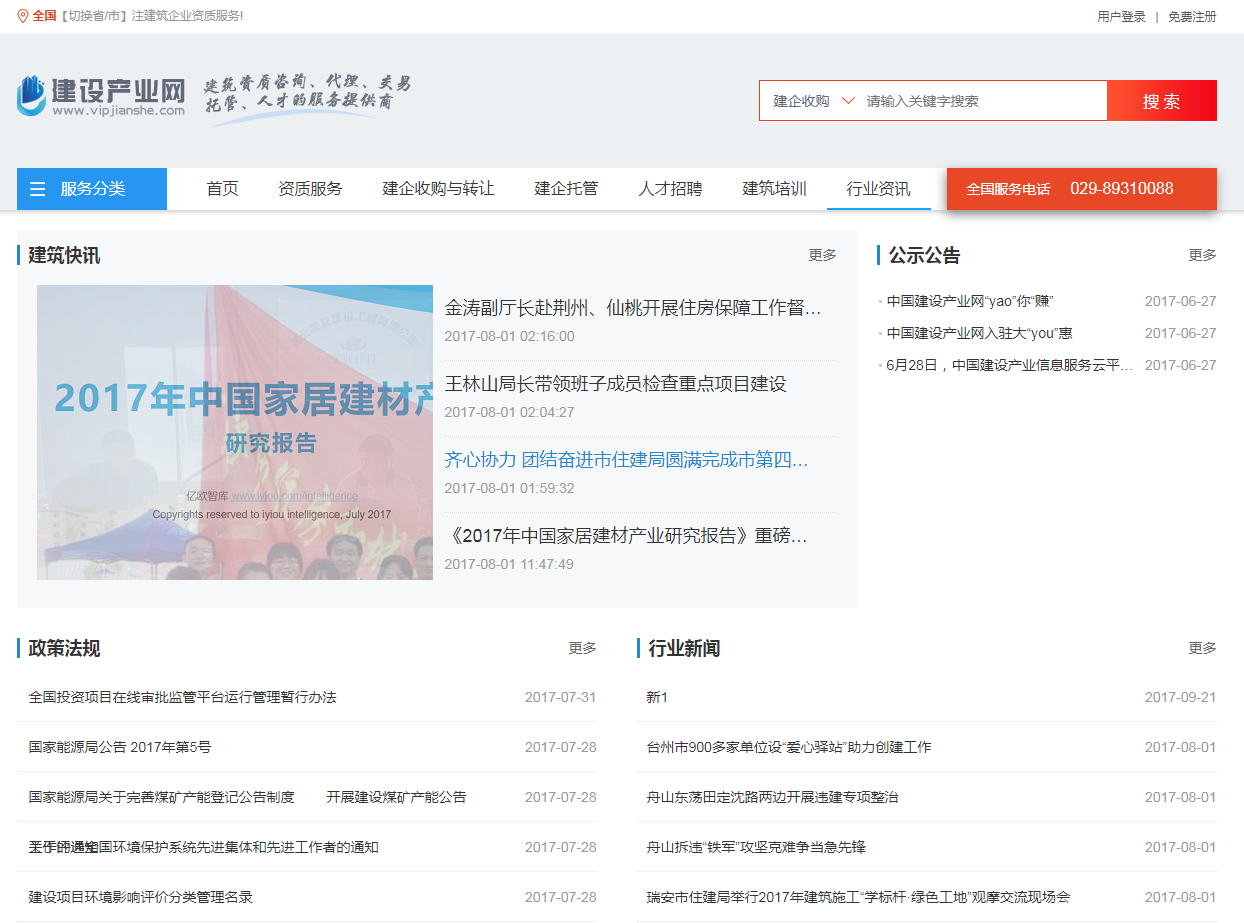 全国【切换省/市】注建筑企业资质服务!
用户登录 | 免费注册
建设产业网
www.vipjianshe.com
建筑资质咨询、代理、交易
托管、人才的服务提供商
建企收购 请输入关键字搜索 搜 索
服务分类 首页 资质服务 建企收购与转让 建企托管 人才招聘 建筑培训 行业资讯 全国服务电话 029-89310088
建筑快讯 更多
2017年中国家居建材产
研究报告
亿欧智库 www.iyiou.com/intelligence
Copyrights reserved to iyiou intelligence, July 2017
金涛副厅长赴荆州、仙桃开展住房保障工作督...
2017-08-01 02:16:00
王林山局长带领班子成员检查重点项目建设
2017-08-01 02:04:27
齐心协力 团结奋进市住建局圆满完成市第四...
2017-08-01 01:59:32
《2017年中国家居建材产业研究报告》重磅...
2017-08-01 11:47:49
公示公告 更多
中国建设产业网“yao”你“赚” 2017-06-27
中国建设产业网入驻大“you”惠 2017-06-27
6月28日，中国建设产业信息服务云平... 2017-06-27
政策法规 更多
全国投资项目在线审批监管平台运行管理暂行办法 2017-07-31
国家能源局公告 2017年第5号 2017-07-28
国家能源局关于完善煤矿产能登记公告制度 开展建设煤矿产能公告 2017-07-28
国环境保护系统先进集体和先进工作者的通知 2017-07-28
建设项目环境影响评价分类管理名录 2017-07-28
行业新闻 更多
新1 2017-09-21
台州市900多家单位设“爱心驿站”助力创建工作 2017-08-01
舟山东荡田定沈路两边开展违建专项整治 2017-08-01
舟山拆违“铁军”攻坚克难争当急先锋 2017-08-01
瑞安市住建局举行2017年建筑施工“学标杆·绿色工地”观摩交流现场会 2017-08-01